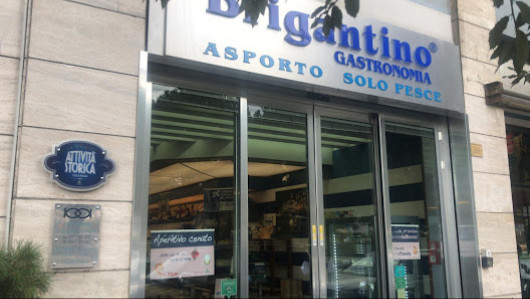 Brigantino®
GASTRONOMIA
ASPORTO SOLO PESCE
ATTIVITÀ
STORICA
Aperitivo cenato